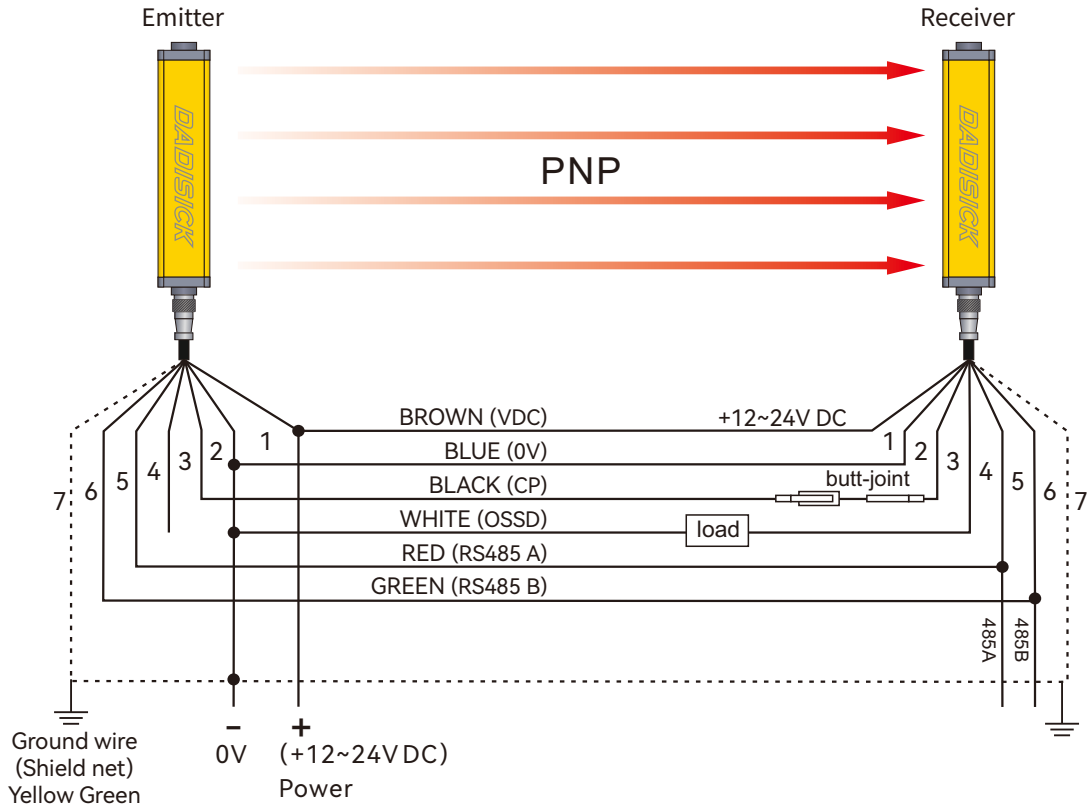 Emitter
Receiver
DADISICK
DADISICK
PNP
BROWN (VDC)
+12~24V DC
BLUE (0V)
BLACK (CP)
butt-joint
WHITE (OSSD)
load
RED (RS485 A)
GREEN (RS485 B)
7 6 5 4 3 2 1
1 2 3 4 5 6 7
485A
485B
Ground wire
(Shield net)
Yellow Green
-
0V
+
(+12~24V DC)
Power